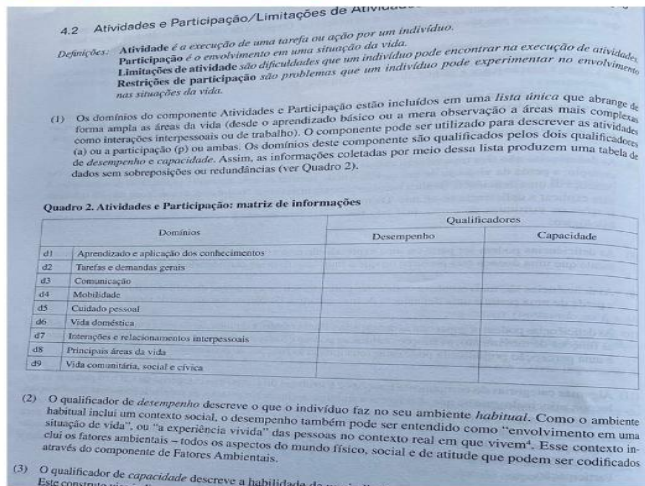 4.2 Atividades e Participação/Limitações de
Definições: Atividade é a execução de uma tarefa ou ação por um indivíduo.
Participação é o envolvimento em uma situação da vida.
Limitações de atividade são dificuldades que um indivíduo pode encontrar na execução de atividades.
Restrições de participação são problemas que um indivíduo pode experimentar no envolvimento
nas situações da vida.
(1) Os domínios do componente Atividades e Participação estão incluídos em uma lista única que abrange de
forma ampla as áreas da vida (desde o aprendizado básico ou a mera observação a áreas mais complexas
como interações interpessoais ou de trabalho). O componente pode ser utilizado para descrever as atividades
(a) ou a participação (p) ou ambas. Os domínios deste componente são qualificados pelos dois qualificadores
de desempenho e capacidade. Assim, as informações coletadas por meio dessa lista produzem uma tabela de
dados sem sobreposições ou redundâncias (ver Quadro 2).
Quadro 2. Atividades e Participação: matriz de informações
Domínios Qualificadores
Desempenho Capacidade
d1 Aprendizado e aplicação dos conhecimentos
d2 Tarefas e demandas gerais
d3 Comunicação
d4 Mobilidade
d5 Cuidado pessoal
d6 Vida doméstica
d7 Interações e relacionamentos interpessoais
d8 Principais áreas da vida
d9 Vida comunitária, social e cívica
(2) O qualificador de desempenho descreve o que o indivíduo faz no seu ambiente habitual. Como o ambiente
habitual inclui um contexto social, o desempenho também pode ser entendido como “envolvimento em uma
situação de vida”, ou “a experiência vivida” das pessoas no contexto real em que vivem⁴. Esse contexto in-
clui os fatores ambientais – todos os aspectos do mundo físico, social e de atitude que podem ser codificados
através do componente de Fatores Ambientais.
(3) O qualificador de capacidade descreve a habilidade